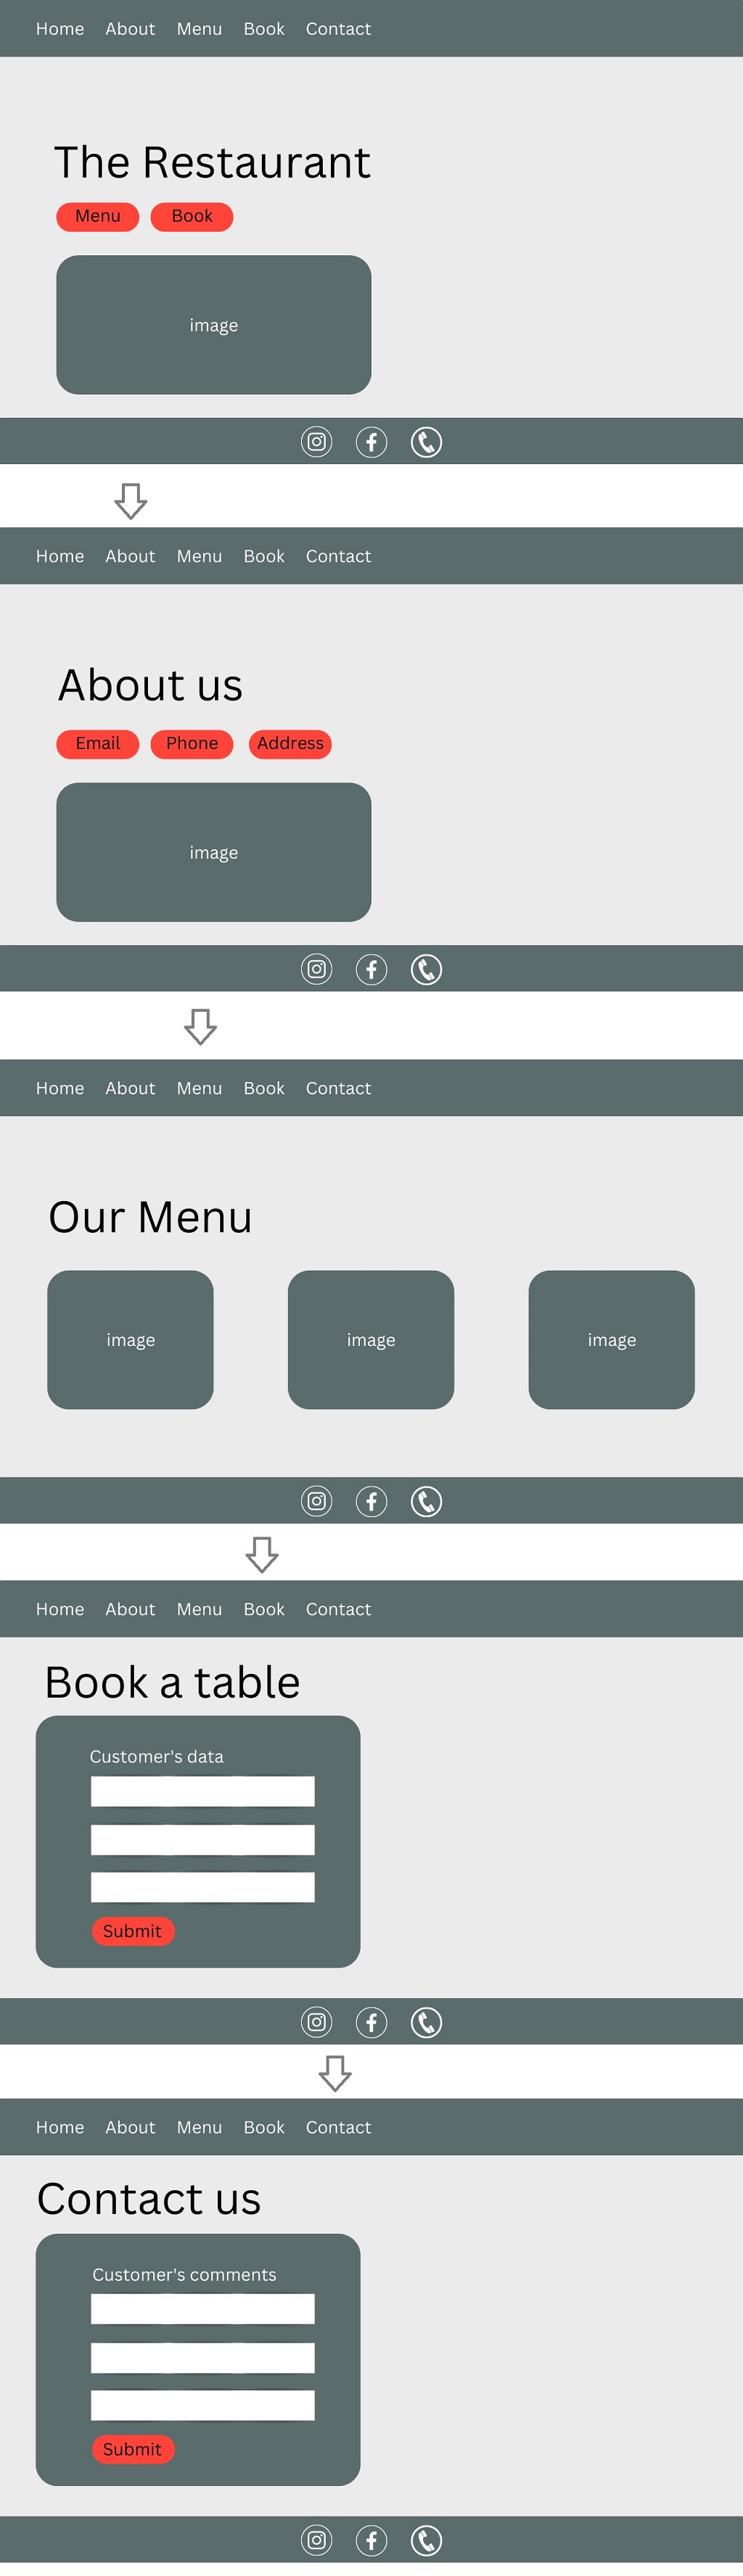 Home About Menu Book Contact
The Restaurant
Menu Book
image
Home About Menu Book Contact
About us
Email Phone Address
image
Home About Menu Book Contact
Our Menu
image image image
Home About Menu Book Contact
Book a table
Customer's data
Submit
Home About Menu Book Contact
Contact us
Customer's comments
Submit